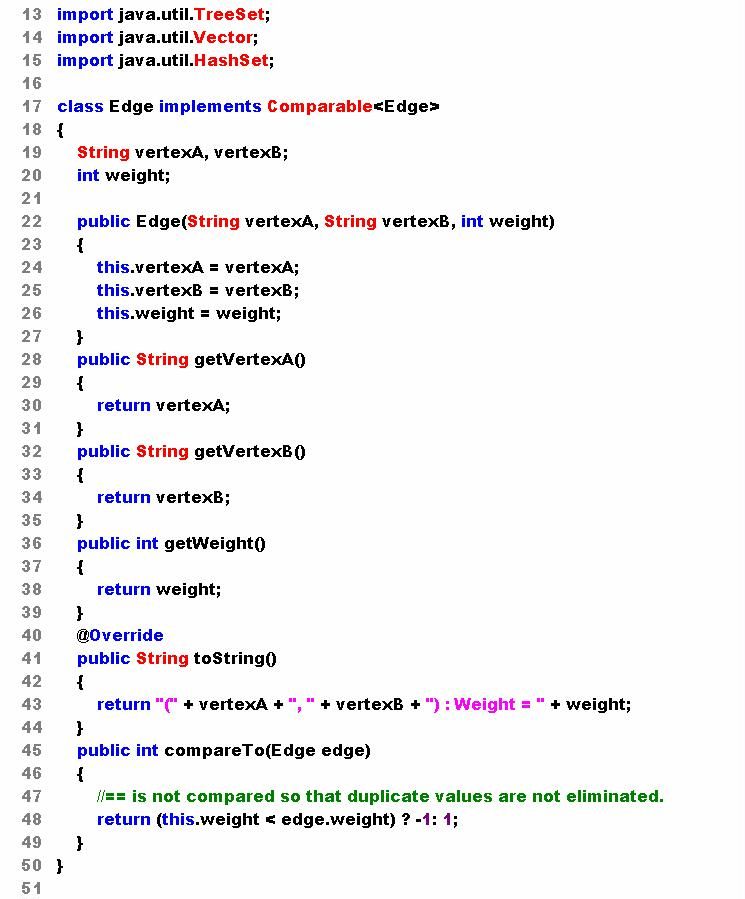 13 import java.util.TreeSet;
14 import java.util.Vector;
15 import java.util.HashSet;
16
17 class Edge implements Comparable<Edge>
18 {
19 String vertexA, vertexB;
20 int weight;
21
22 public Edge(String vertexA, String vertexB, int weight)
23 {
24 this.vertexA = vertexA;
25 this.vertexB = vertexB;
26 this.weight = weight;
27 }
28 public String getVertexA()
29 {
30 return vertexA;
31 }
32 public String getVertexB()
33 {
34 return vertexB;
35 }
36 public int getWeight()
37 {
38 return weight;
39 }
40 @Override
41 public String toString()
42 {
43 return "(" + vertexA + ", " + vertexB + ") : Weight = " + weight;
44 }
45 public int compareTo(Edge edge)
46 {
47 //== is not compared so that duplicate values are not eliminated.
48 return (this.weight < edge.weight) ? -1: 1;
49 }
50 }
51